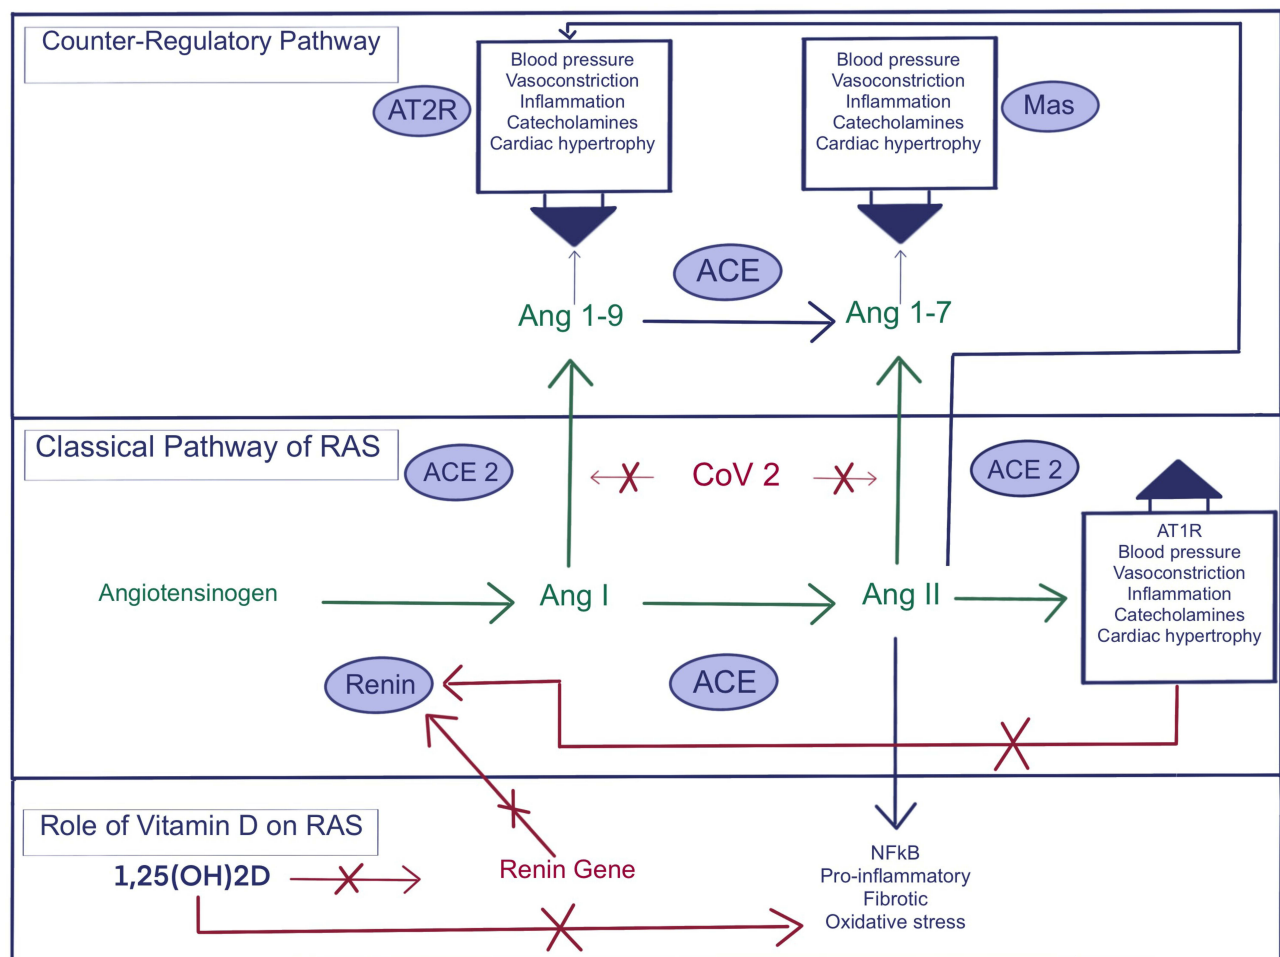 Counter-Regulatory Pathway
AT2R
Blood pressure
Vasoconstriction
Inflammation
Catecholamines
Cardiac hypertrophy
Blood pressure
Vasoconstriction
Inflammation
Catecholamines
Cardiac hypertrophy
Mas
ACE
Ang 1-9
Ang 1-7
Classical Pathway of RAS
ACE 2
CoV 2
ACE 2
AT1R
Blood pressure
Vasoconstriction
Inflammation
Catecholamines
Cardiac hypertrophy
Angiotensinogen
Ang I
Ang II
Renin
ACE
Role of Vitamin D on RAS
1,25(OH)2D
Renin Gene
NFkB
Pro-inflammatory
Fibrotic
Oxidative stress